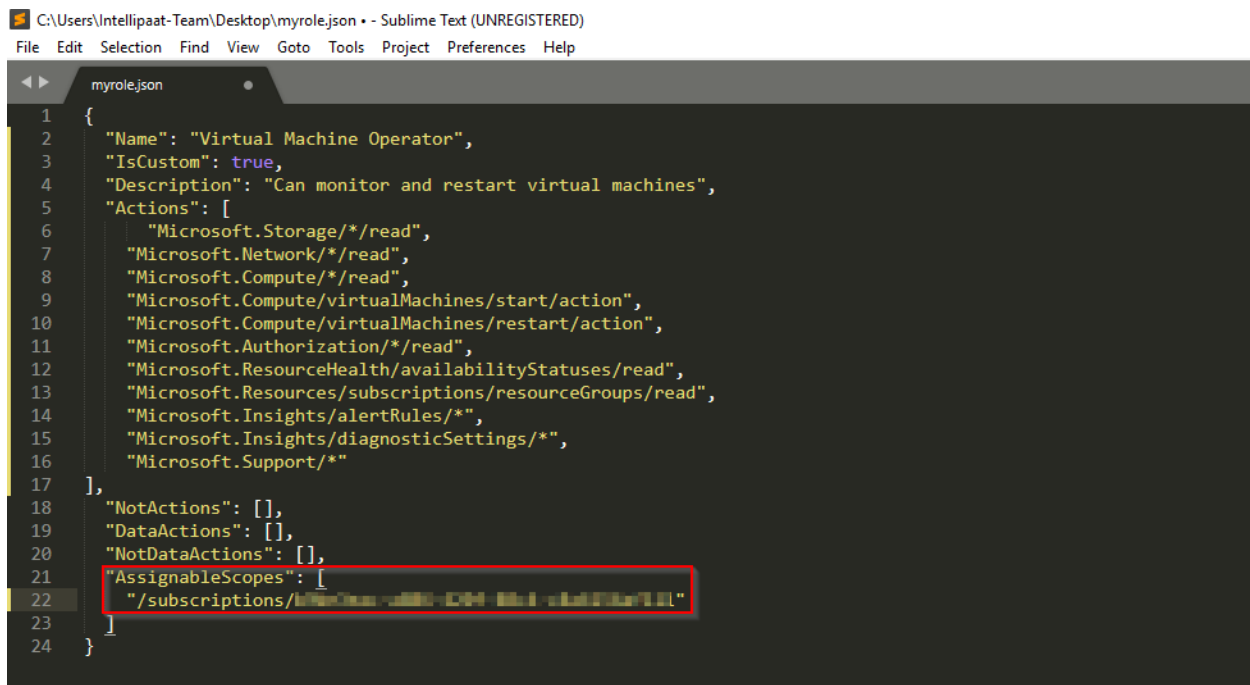 C:\Users\Intellipaat-Team\Desktop\myrole.json • - Sublime Text (UNREGISTERED)
File Edit Selection Find View Goto Tools Project Preferences Help
myrole.json
1 {
2 "Name": "Virtual Machine Operator",
3 "IsCustom": true,
4 "Description": "Can monitor and restart virtual machines",
5 "Actions": [
6 "Microsoft.Storage/*/read",
7 "Microsoft.Network/*/read",
8 "Microsoft.Compute/*/read",
9 "Microsoft.Compute/virtualMachines/start/action",
10 "Microsoft.Compute/virtualMachines/restart/action",
11 "Microsoft.Authorization/*/read",
12 "Microsoft.ResourceHealth/availabilityStatuses/read",
13 "Microsoft.Resources/subscriptions/resourceGroups/read",
14 "Microsoft.Insights/alertRules/*",
15 "Microsoft.Insights/diagnosticSettings/*",
16 "Microsoft.Support/*"
17 ],
18 "NotActions": [],
19 "DataActions": [],
20 "NotDataActions": [],
21 "AssignableScopes": [
22 "/subscriptions/
23 ]
24 }